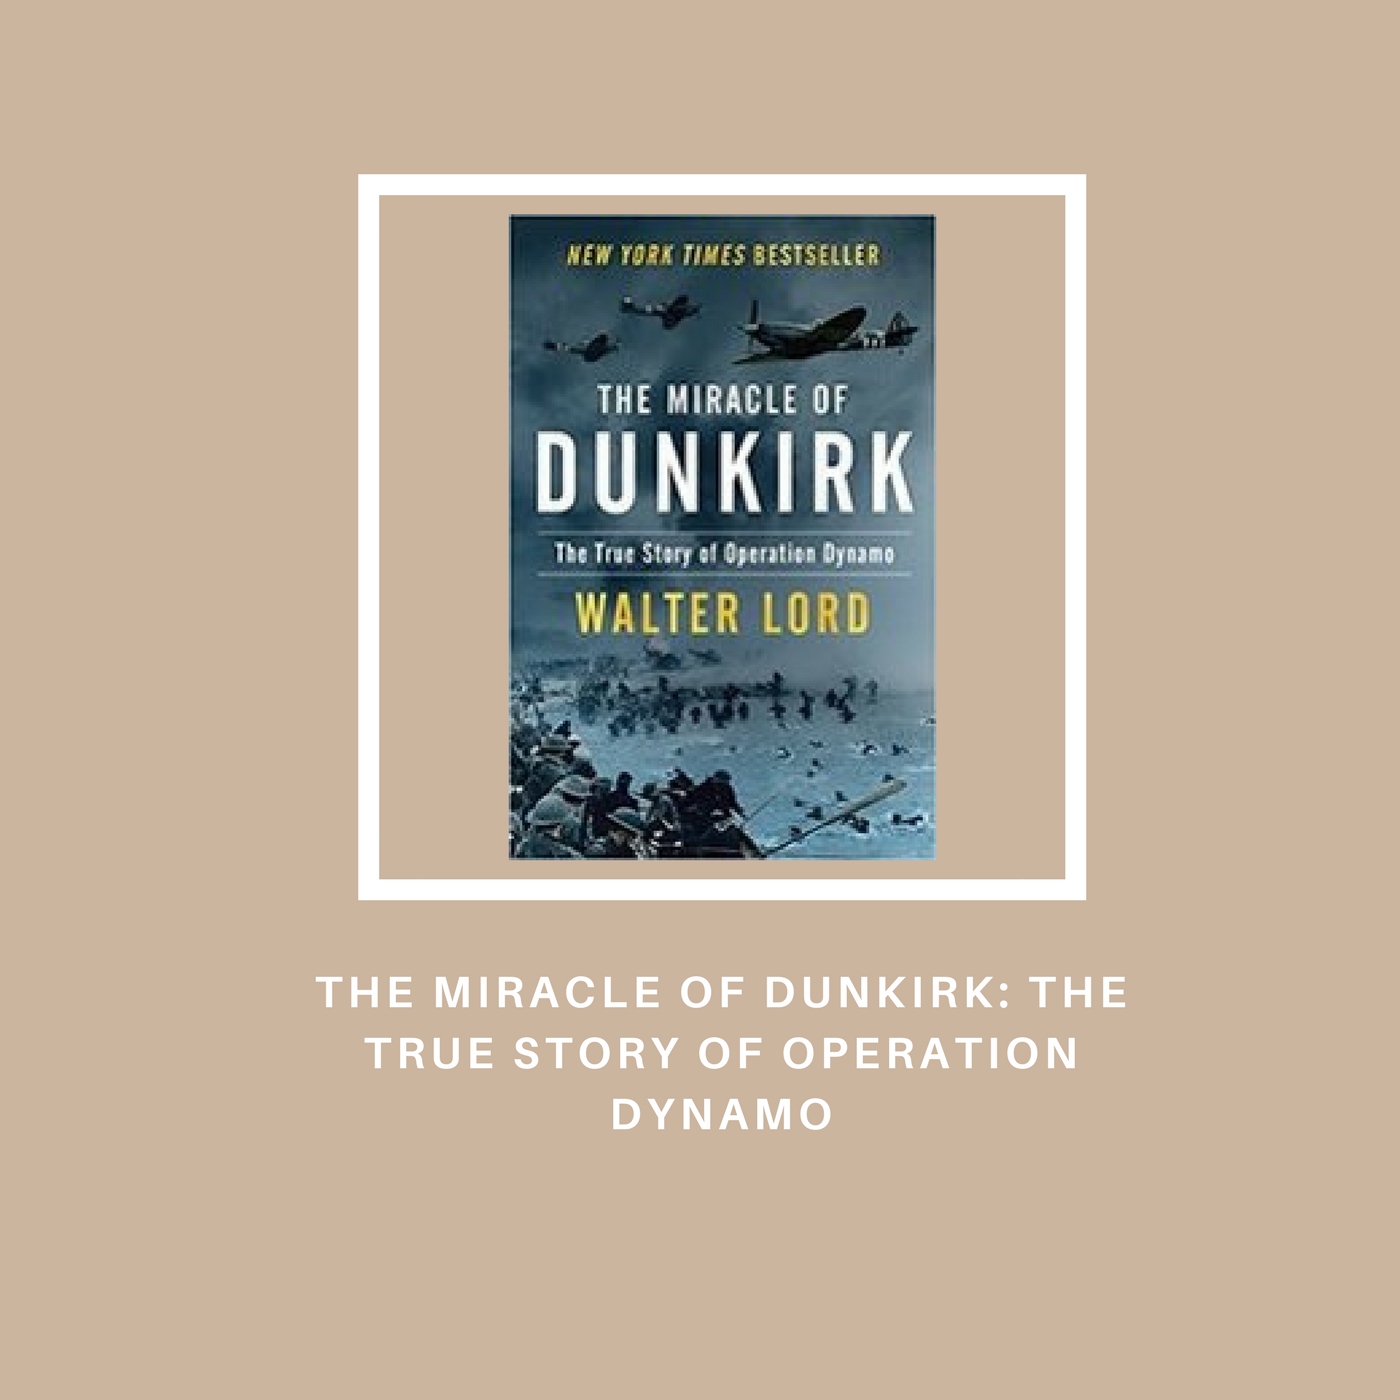 NEW YORK TIMES BESTSELLER
THE MIRACLE OF
DUNKIRK
The True Story of Operation Dynamo
WALTER LORD
THE MIRACLE OF DUNKIRK: THE
TRUE STORY OF OPERATION
DYNAMO